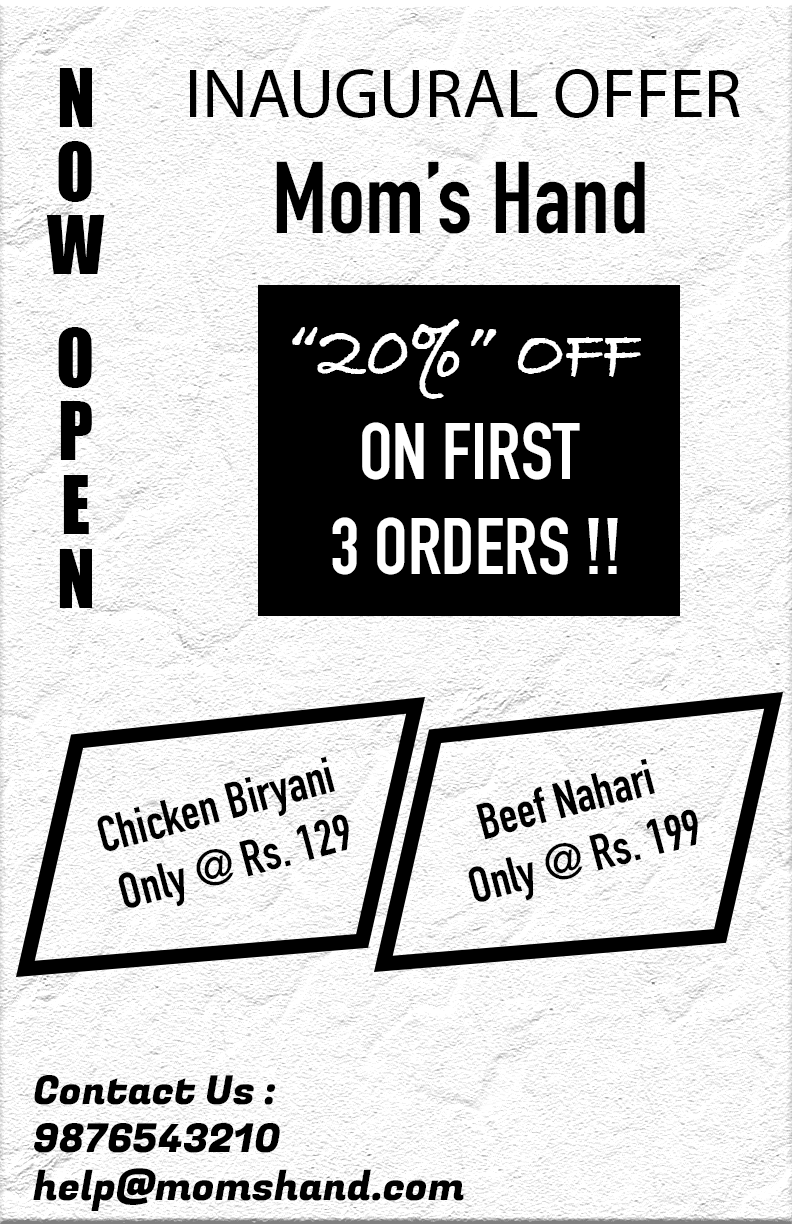 NOW OPEN
INAUGURAL OFFER
Mom’s Hand
“20%” OFF
ON FIRST
3 ORDERS !!
Chicken Biryani
Only @ Rs. 129
Beef Nahari
Only @ Rs. 199
Contact Us :
9876543210
help@momshand.com